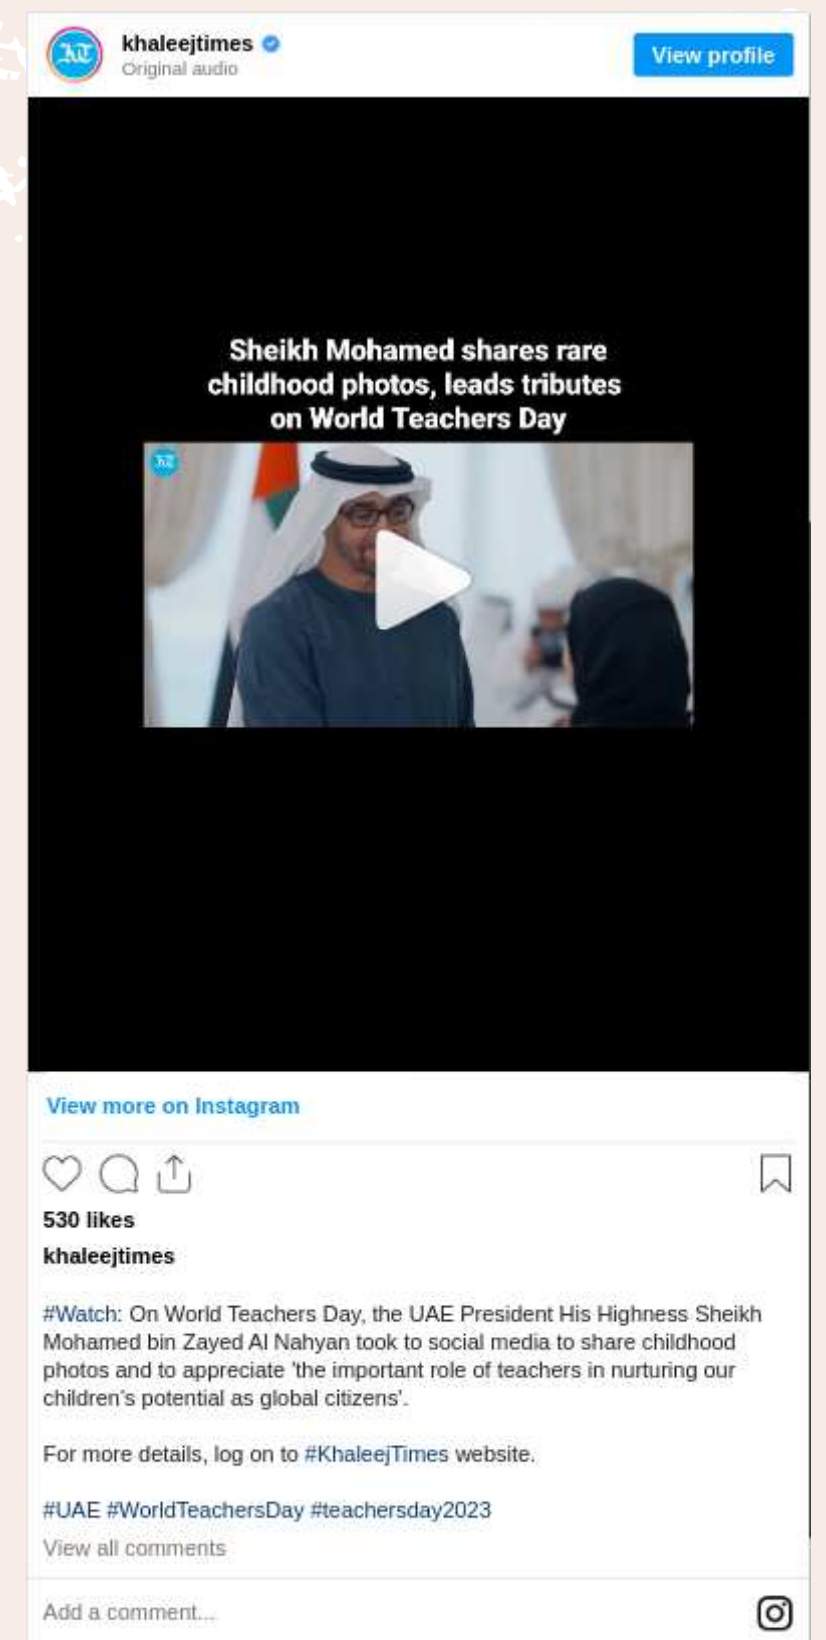 khaleejtimes
Original audio
View profile
Sheikh Mohamed shares rare
childhood photos, leads tributes
on World Teachers Day
KT
View more on Instagram
530 likes
khaleejtimes
#Watch: On World Teachers Day, the UAE President His Highness Sheikh
Mohamed bin Zayed Al Nahyan took to social media to share childhood
photos and to appreciate 'the important role of teachers in nurturing our
children's potential as global citizens'.
For more details, log on to #KhaleejTimes website.
#UAE #WorldTeachersDay #teachersday2023
View all comments
Add a comment...